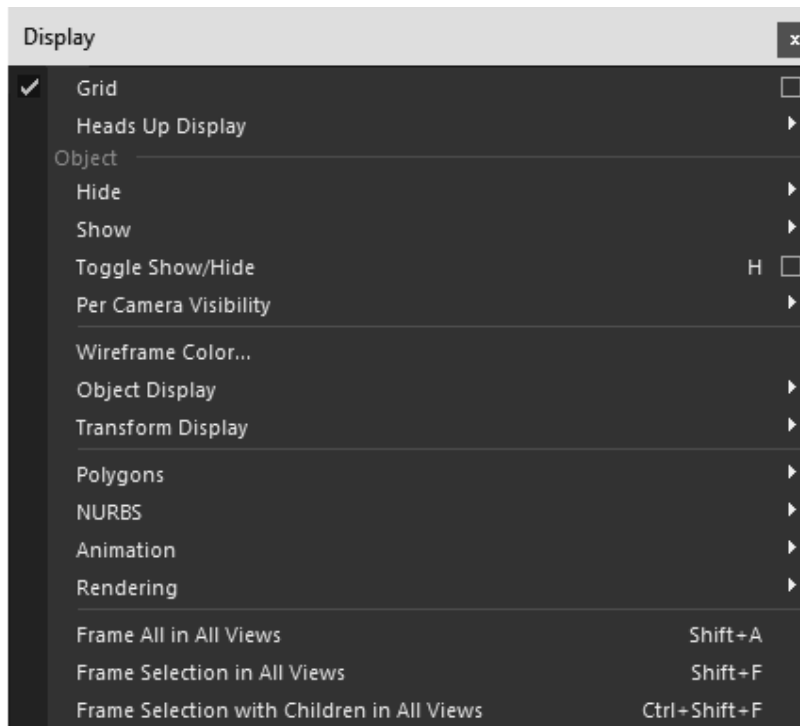 Display x
Grid
Heads Up Display
Object
Hide
Show
Toggle Show/Hide H
Per Camera Visibility
Wireframe Color...
Object Display
Transform Display
Polygons
NURBS
Animation
Rendering
Frame All in All Views Shift+A
Frame Selection in All Views Shift+F
Frame Selection with Children in All Views Ctrl+Shift+F